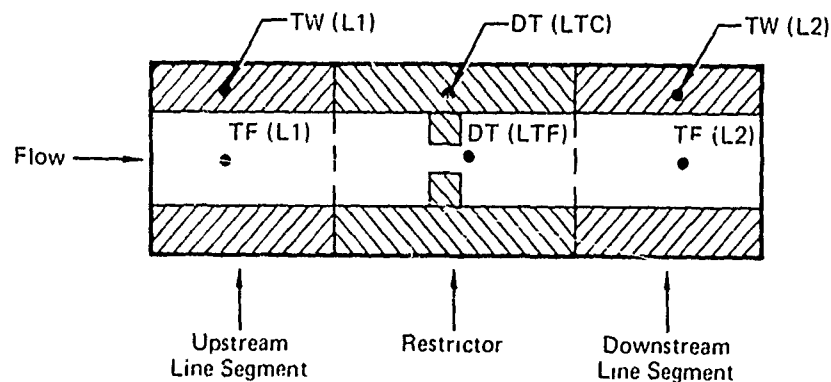 TW (L1)
DT (LTC)
TW (L2)
TF (L1)
DT (LTF)
TF (L2)
Flow
Upstream
Line Segment
Restrictor
Downstream
Line Segment